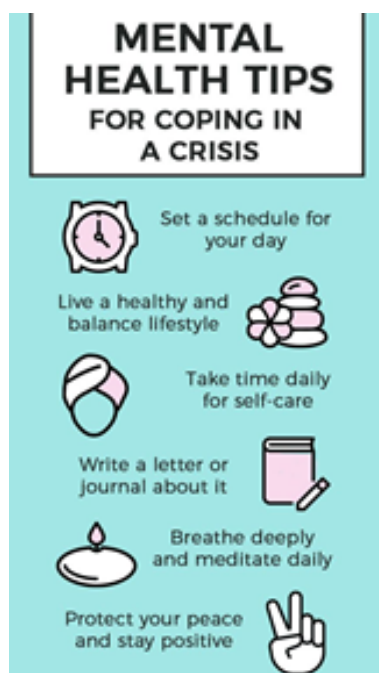 MENTAL
HEALTH TIPS
FOR COPING IN
A CRISIS
Set a schedule for
your day
Live a healthy and
balance lifestyle
Take time daily
for self-care
Write a letter or
journal about it
Breathe deeply
and meditate daily
Protect your peace
and stay positive